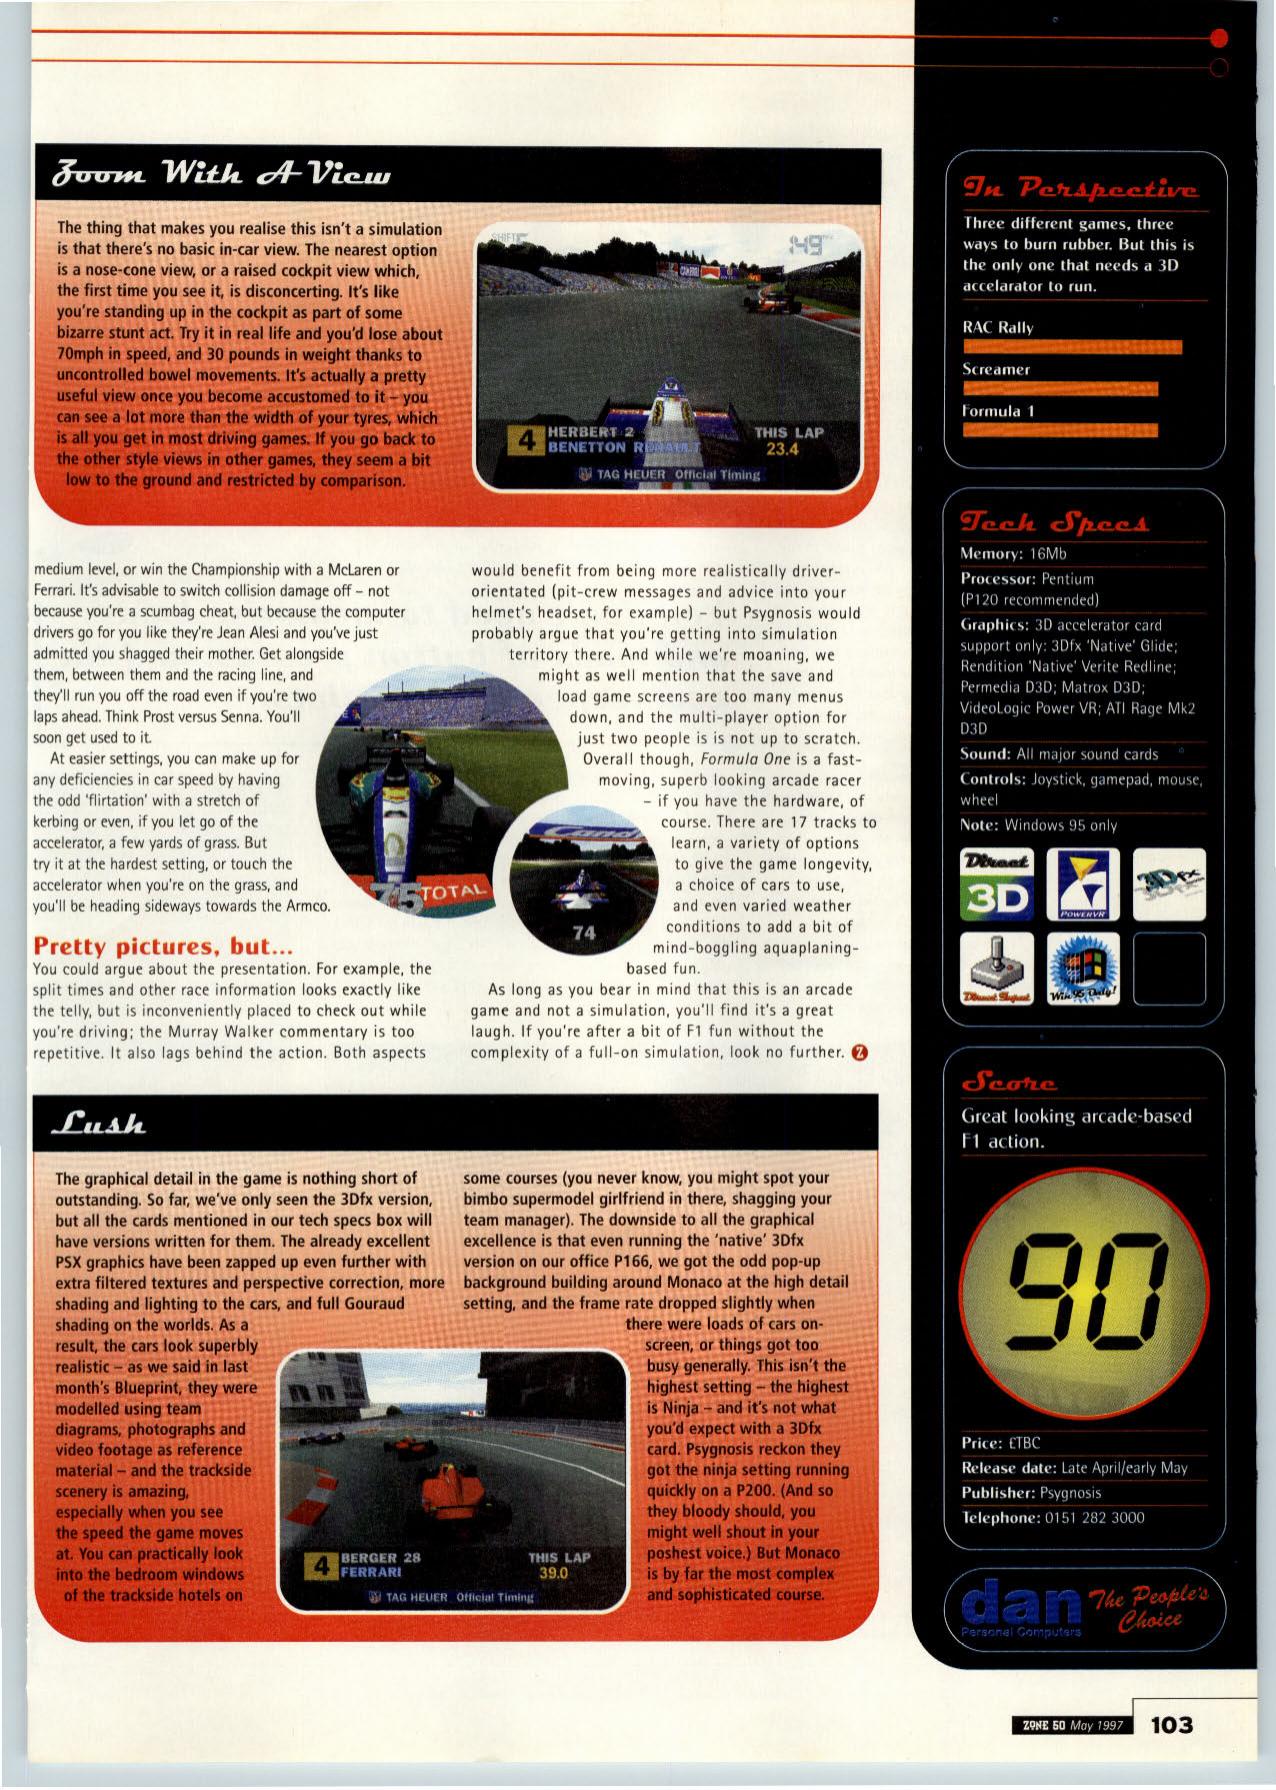 Zoom With A View
The thing that makes you realise this isn't a simulation
is that there's no basic in-car view. The nearest option
is a nose-cone view, or a raised cockpit view which,
the first time you see it, is disconcerting. It's like
you're standing up in the cockpit as part of some
bizarre stunt act. Try it in real life and you'd lose about
70mph in speed, and 30 pounds in weight thanks to
uncontrolled bowel movements. It's actually a pretty
useful view once you become accustomed to it – you
can see a lot more than the width of your tyres, which
is all you get in most driving games. If you go back to
the other style views in other games, they seem a bit
low to the ground and restricted by comparison.
SHIFT
149
4 HERBERT 2 THIS LAP
BENETTON RENAULT 23.4
TAG HEUER Official Timing
medium level, or win the Championship with a McLaren or
Ferrari. It's advisable to switch collision damage off – not
because you're a scumbag cheat, but because the computer
drivers go for you like they're Jean Alesi and you've just
admitted you shagged their mother. Get alongside
them, between them and the racing line, and
they'll run you off the road even if you're two
laps ahead. Think Prost versus Senna. You'll
soon get used to it.
At easier settings, you can make up for
any deficiencies in car speed by having
the odd 'flirtation' with a stretch of
kerbing or even, if you let go of the
accelerator, a few yards of grass. But
try it at the hardest setting, or touch the
accelerator when you're on the grass, and
you'll be heading sideways towards the Armco.
Pretty pictures, but...
You could argue about the presentation. For example, the
split times and other race information looks exactly like
the telly, but is inconveniently placed to check out while
you're driving; the Murray Walker commentary is too
repetitive. It also lags behind the action. Both aspects
75 TOTAL
74
would benefit from being more realistically driver-
orientated (pit-crew messages and advice into your
helmet's headset, for example) – but Psygnosis would
probably argue that you're getting into simulation
territory there. And while we're moaning, we
might as well mention that the save and
load game screens are too many menus
down, and the multi-player option for
just two people is is not up to scratch.
Overall though, Formula One is a fast-
moving, superb looking arcade racer
– if you have the hardware, of
course. There are 17 tracks to
learn, a variety of options
to give the game longevity,
a choice of cars to use,
and even varied weather
conditions to add a bit of
mind-boggling aquaplaning-
based fun.
As long as you bear in mind that this is an arcade
game and not a simulation, you'll find it's a great
laugh. If you're after a bit of F1 fun without the
complexity of a full-on simulation, look no further. Z
Lush
The graphical detail in the game is nothing short of
outstanding. So far, we've only seen the 3Dfx version,
but all the cards mentioned in our tech specs box will
have versions written for them. The already excellent
PSX graphics have been zapped up even further with
extra filtered textures and perspective correction, more
shading and lighting to the cars, and full Gouraud
shading on the worlds. As a
result, the cars look superbly
realistic – as we said in last
month's Blueprint, they were
modelled using team
diagrams, photographs and
video footage as reference
material – and the trackside
scenery is amazing,
especially when you see
the speed the game moves
at. You can practically look
into the bedroom windows
of the trackside hotels on
some courses (you never know, you might spot your
bimbo supermodel girlfriend in there, shagging your
team manager). The downside to all the graphical
excellence is that even running the 'native' 3Dfx
version on our office P166, we got the odd pop-up
background building around Monaco at the high detail
setting, and the frame rate dropped slightly when
there were loads of cars on-
screen, or things got too
busy generally. This isn't the
highest setting – the highest
is Ninja – and it's not what
you'd expect with a 3Dfx
card. Psygnosis reckon they
got the ninja setting running
quickly on a P200. (And so
they bloody should, you
might well shout in your
poshest voice.) But Monaco
is by far the most complex
and sophisticated course.
4 BERGER 28 THIS LAP
FERRARI 39.0
TAG HEUER Official Timing
In Perspective
Three different games, three
ways to burn rubber. But this is
the only one that needs a 3D
accelarator to run.
RAC Rally
Screamer
Formula 1
Tech Specs
Memory: 16Mb
Processor: Pentium
(P120 recommended)
Graphics: 3D accelerator card
support only: 3Dfx 'Native' Glide;
Rendition 'Native' Verite Redline;
Permedia D3D; Matrox D3D;
VideoLogic Power VR; ATI Rage Mk2
D3D
Sound: All major sound cards
Controls: Joystick, gamepad, mouse,
wheel
Note: Windows 95 only
Direct
3D
POWERVR
3Dfx
Direct Input
Win 95 Only!
Score
Great looking arcade-based
F1 action.
90
Price: £TBC
Release date: Late April/early May
Publisher: Psygnosis
Telephone: 0151 282 3000
dan The People's
Choice
Personal Computers
ZONE 50 May 1997 103